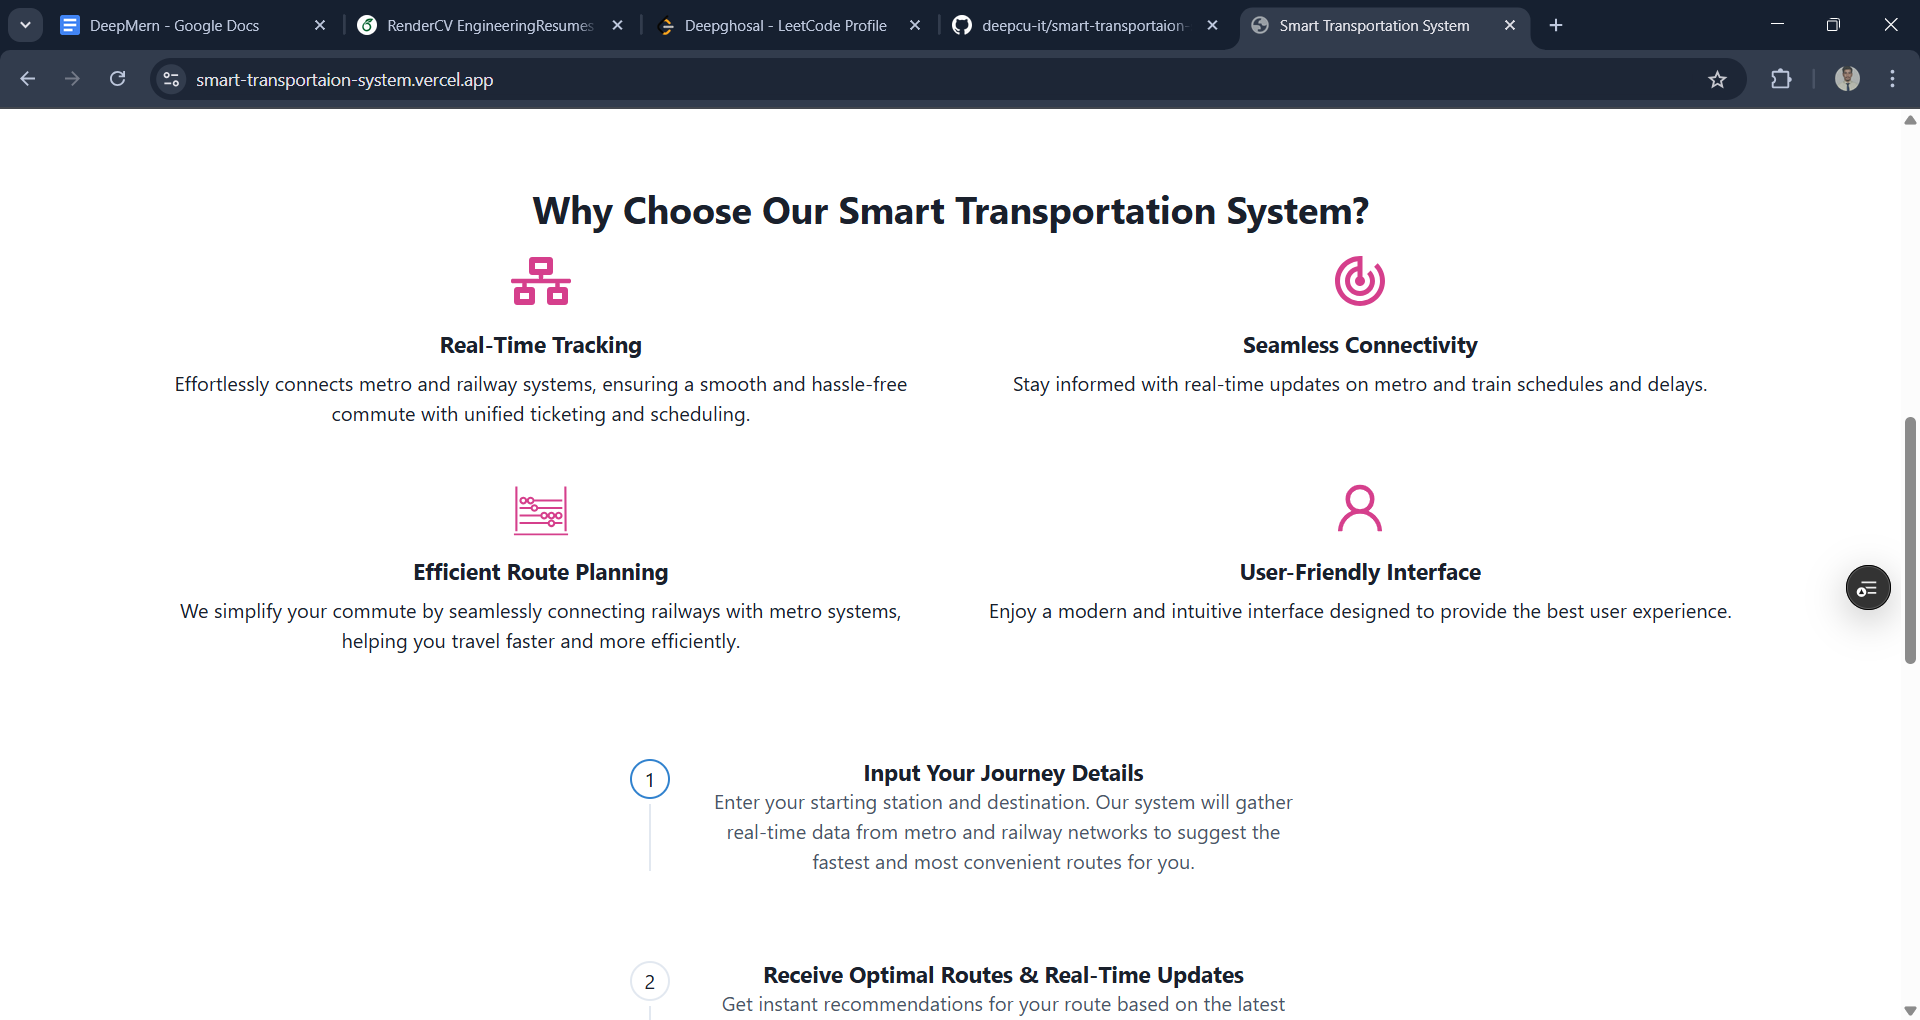 DeepMern - Google Docs
RenderCV EngineeringResumes
Deepghosal - LeetCode Profile
deepcu-it/smart-transportaion-
Smart Transportation System
smart-transportaion-system.vercel.app
Why Choose Our Smart Transportation System?
Real-Time Tracking
Effortlessly connects metro and railway systems, ensuring a smooth and hassle-free
commute with unified ticketing and scheduling.
Seamless Connectivity
Stay informed with real-time updates on metro and train schedules and delays.
Efficient Route Planning
We simplify your commute by seamlessly connecting railways with metro systems,
helping you travel faster and more efficiently.
User-Friendly Interface
Enjoy a modern and intuitive interface designed to provide the best user experience.
1
Input Your Journey Details
Enter your starting station and destination. Our system will gather
real-time data from metro and railway networks to suggest the
fastest and most convenient routes for you.
2
Receive Optimal Routes & Real-Time Updates
Get instant recommendations for your route based on the latest